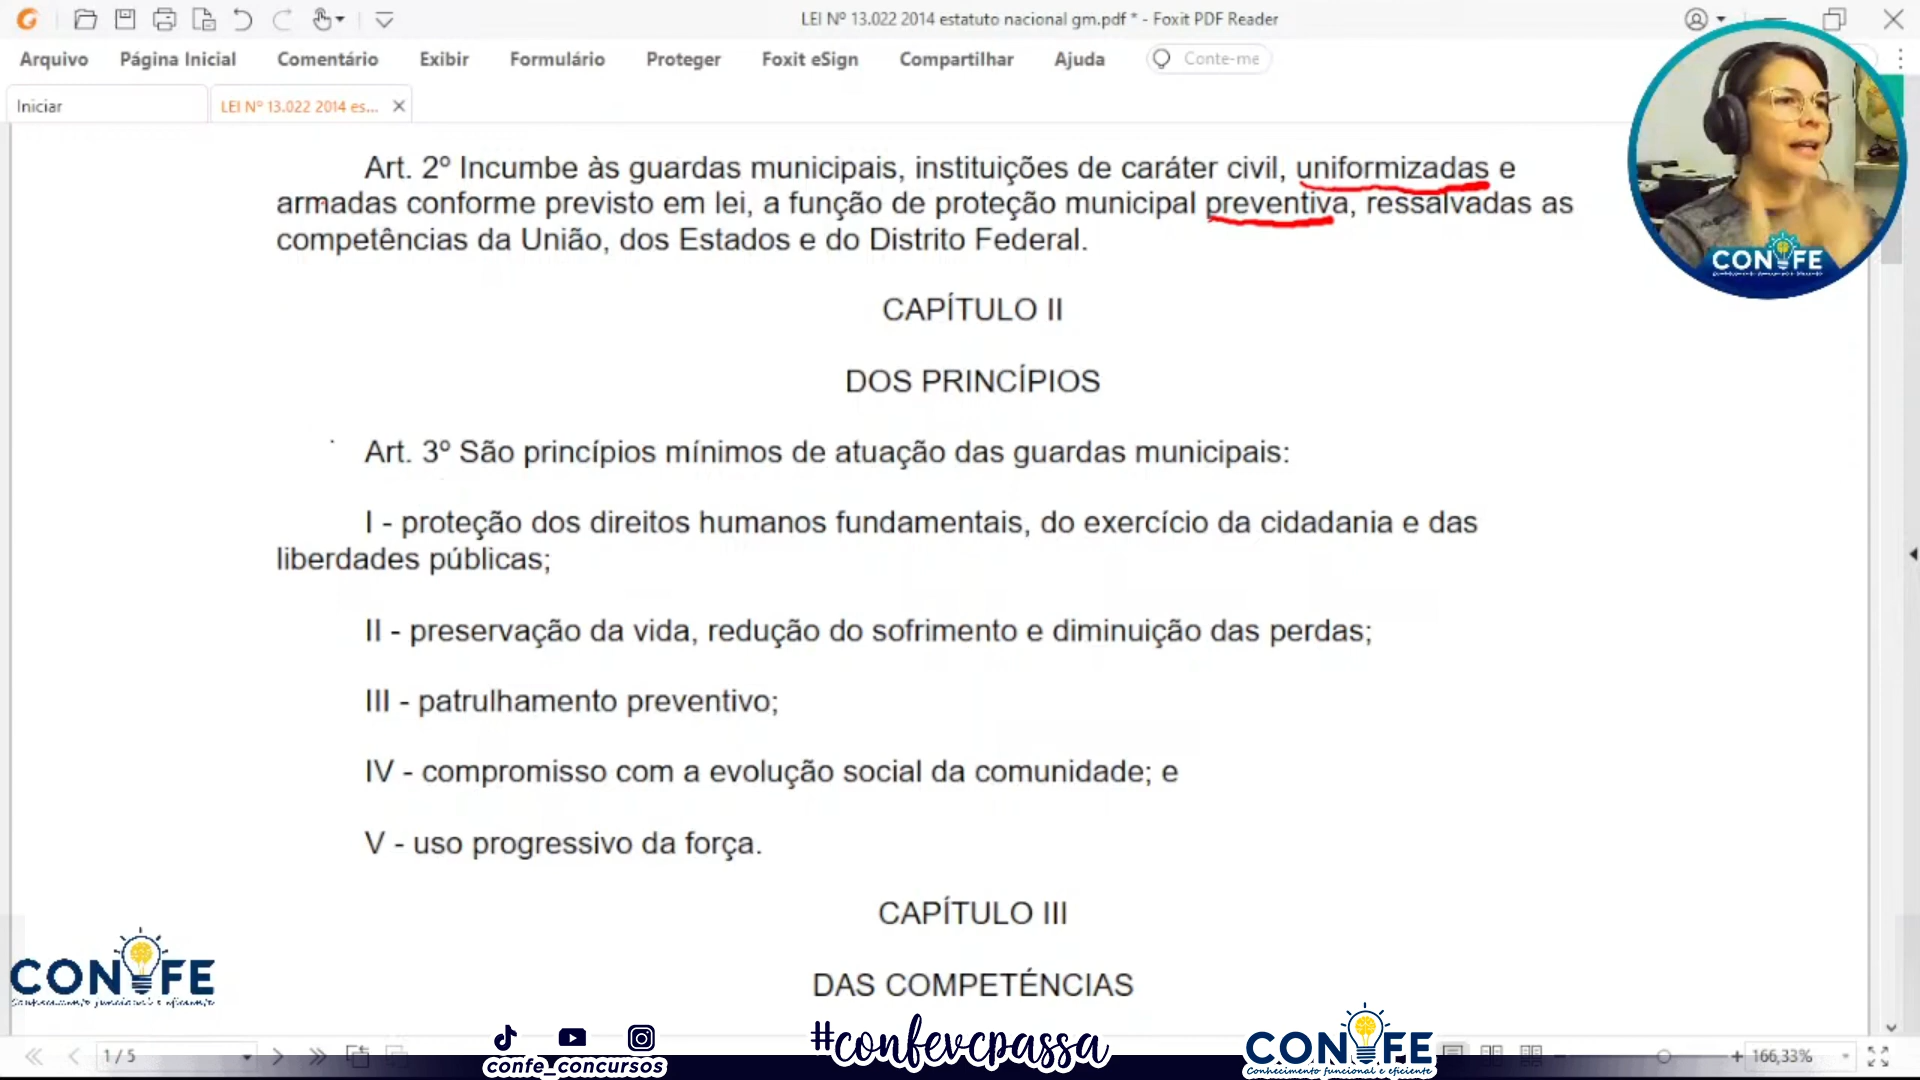 LEI Nº 13.022 2014 estatuto nacional gm.pdf * - Foxit PDF Reader
Arquivo Página Inicial Comentário Exibir Formulário Proteger Foxit eSign Compartilhar Ajuda Conte-me
Iniciar LEI Nº 13.022 2014 es...
Art. 2º Incumbe às guardas municipais, instituições de caráter civil, uniformizadas e
armadas conforme previsto em lei, a função de proteção municipal preventiva, ressalvadas as
competências da União, dos Estados e do Distrito Federal.
CONFE
CAPÍTULO II
DOS PRINCÍPIOS
Art. 3º São princípios mínimos de atuação das guardas municipais:
I - proteção dos direitos humanos fundamentais, do exercício da cidadania e das
liberdades públicas;
II - preservação da vida, redução do sofrimento e diminuição das perdas;
III - patrulhamento preventivo;
IV - compromisso com a evolução social da comunidade; e
V - uso progressivo da força.
CAPÍTULO III
DAS COMPETÊNCIAS
CONFE
Conhecimento funcional e eficiente
1 / 5
confe_concursos
#confevcpassa
CONFE
Conhecimento funcional e eficiente
166,33%